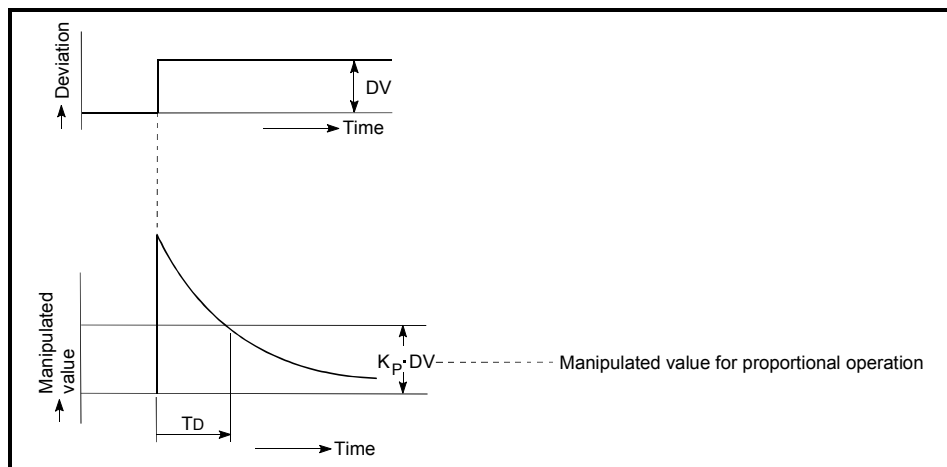 Deviation
DV
Time
Manipulated
value
KP·DV
Manipulated value for proportional operation
TD
Time